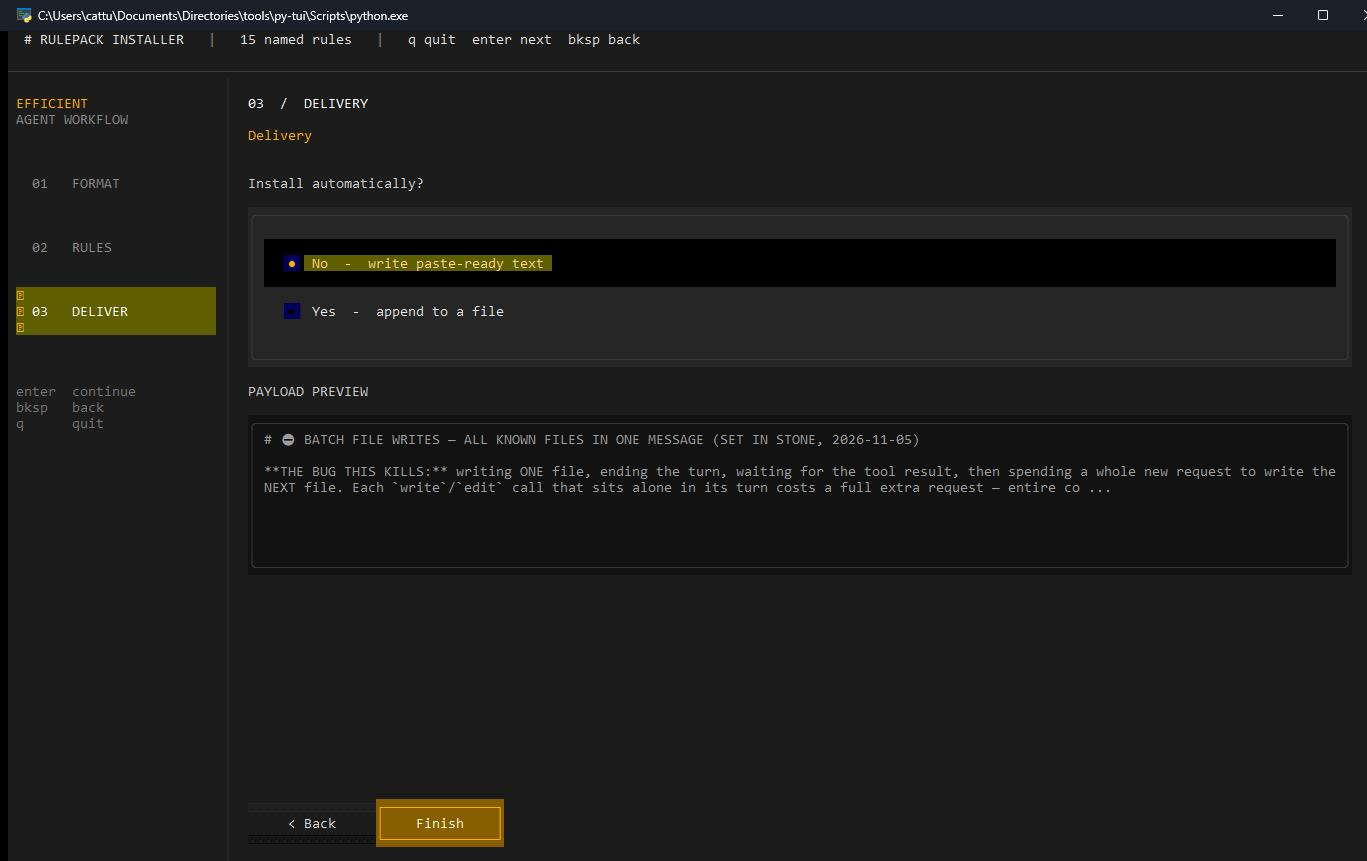 C:\Users\cattu\Documents\Directories\tools\py-tui\Scripts\python.exe
# RULEPACK INSTALLER | 15 named rules | q quit enter next bksp back
EFFICIENT
AGENT WORKFLOW
01 FORMAT
02 RULES
03 DELIVER
enter continue
bksp back
q quit
03 / DELIVERY
Delivery
Install automatically?
No - write paste-ready text
Yes - append to a file
PAYLOAD PREVIEW
# ⛔ BATCH FILE WRITES — ALL KNOWN FILES IN ONE MESSAGE (SET IN STONE, 2026-11-05)
**THE BUG THIS KILLS:** writing ONE file, ending the turn, waiting for the tool result, then spending a whole new request to write the
NEXT file. Each `write`/`edit` call that sits alone in its turn costs a full extra request — entire co ...
< Back
Finish